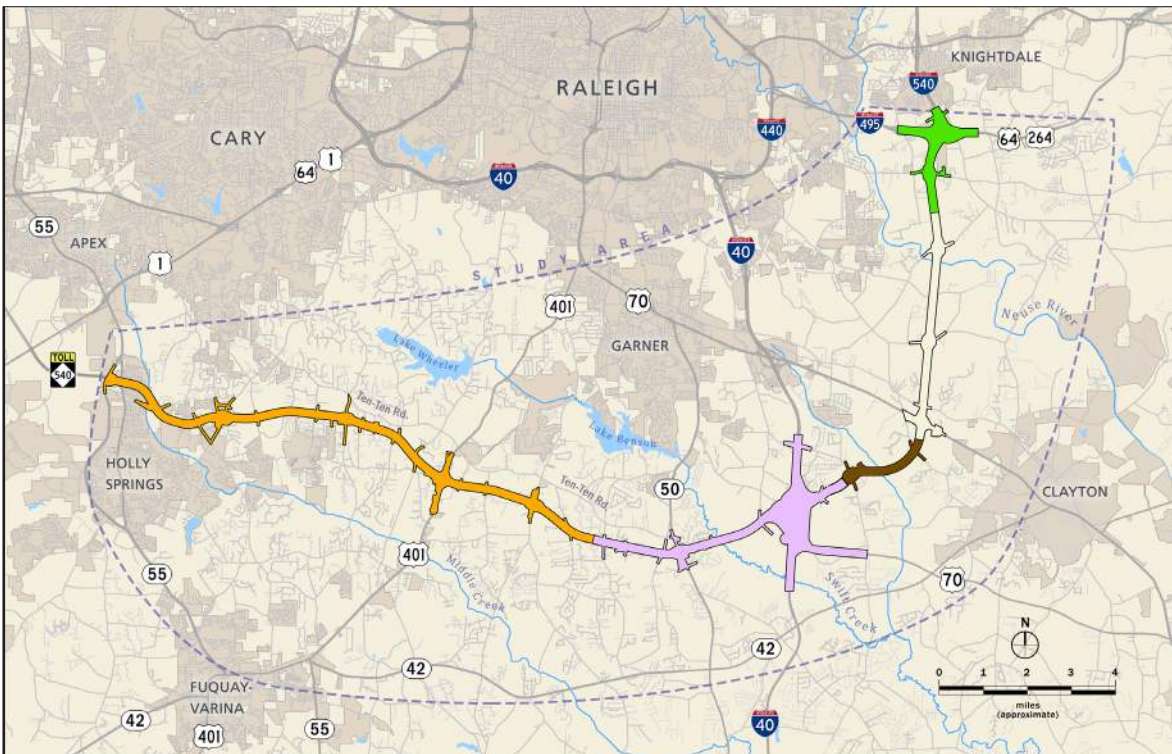 KNIGHTDALE
540
RALEIGH
495
440
64 264
CARY
1
64
40
55
APEX
1
STUDY AREA
40
401
70
Neuse River
Lake Wheeler
GARNER
TOLL
540
Ten-Ten Rd.
Lake Benson
HOLLY
SPRINGS
Ten-Ten Rd.
50
CLAYTON
401
55
Middle Creek
Swift Creek
70
N
42
42
0 1 2 3 4
miles
(approximate)
FUQUAY-
VARINA
42
401
55
40